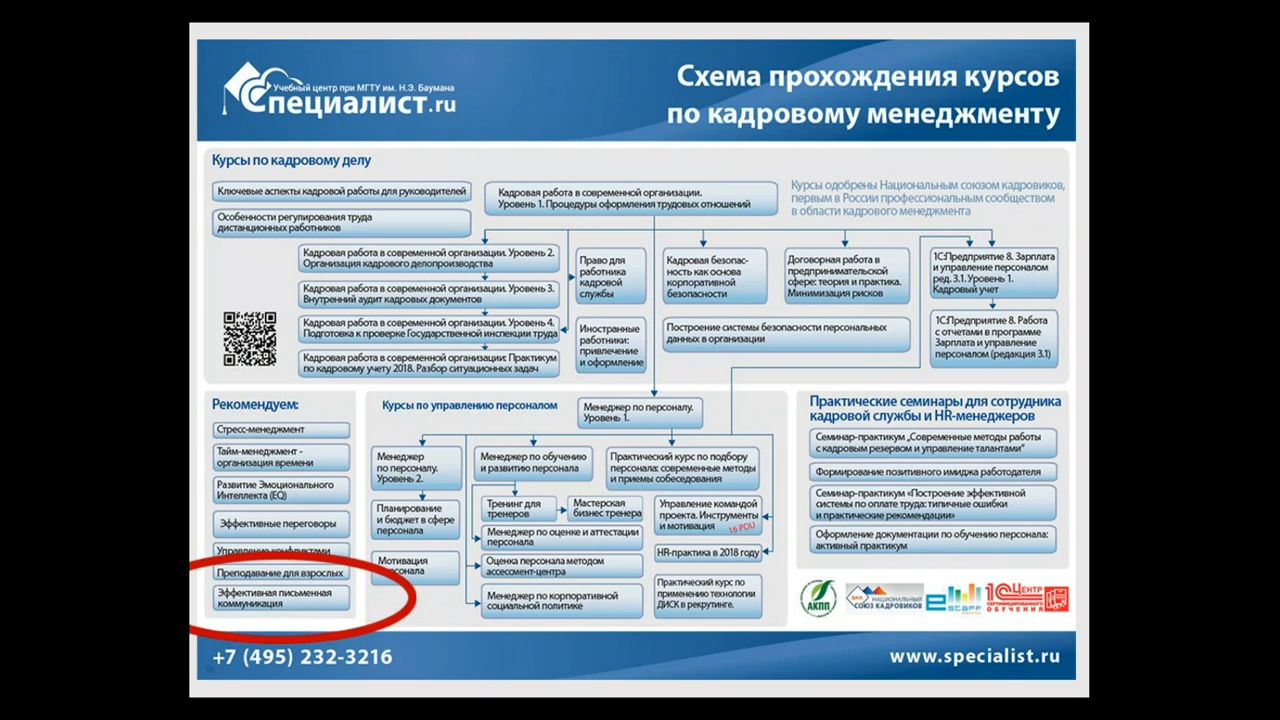 Учебный центр при МГТУ им. Н.Э. Баумана
Специалист.ru
Схема прохождения курсов
по кадровому менеджменту
Курсы по кадровому делу
Ключевые аспекты кадровой работы для руководителей
Особенности регулирования труда
дистанционных работников
Кадровая работа в современной организации.
Уровень 1. Процедуры оформления трудовых отношений
Курсы одобрены Национальным союзом кадровиков,
первым в России профессиональным сообществом
в области кадрового менеджмента
Кадровая работа в современной организации. Уровень 2.
Организация кадрового делопроизводства
Кадровая работа в современной организации. Уровень 3.
Внутренний аудит кадровых документов
Кадровая работа в современной организации. Уровень 4.
Подготовка к проверке Государственной инспекции труда
Кадровая работа в современной организации: Практикум
по кадровому учету 2018. Разбор ситуационных задач
Право для
работника
кадровой
службы
Иностранные
работники:
привлечение
и оформление
Кадровая безопас-
ность как основа
корпоративной
безопасности
Договорная работа в
предпринимательской
сфере: теория и практика.
Минимизация рисков
Построение системы безопасности персональных
данных в организации
1С:Предприятие 8. Зарплата
и управление персоналом
ред. 3.1. Уровень 1.
Кадровый учет
1С:Предприятие 8. Работа
с отчетами в программе
Зарплата и управление
персоналом (редакция 3.1)
Рекомендуем:
Стресс-менеджмент
Тайм-менеджмент -
организация времени
Развитие Эмоционального
Интеллекта (EQ)
Эффективные переговоры
Управление конфликтами
Преподавание для взрослых
Эффективная письменная
коммуникация
Курсы по управлению персоналом
Менеджер по персоналу.
Уровень 1.
Менеджер
по персоналу.
Уровень 2.
Планирование
и бюджет в сфере
персонала
Мотивация
персонала
Менеджер по обучению
и развитию персонала
Тренинг для
тренеров
Мастерская
бизнес тренера
Менеджер по оценке и аттестации
персонала
Оценка персонала методом
ассессмент-центра
Менеджер по корпоративной
социальной политике
Практический курс по подбору
персонала: современные методы
и приемы собеседования
Управление командой
проекта. Инструменты
и мотивация
16 PDU
HR-практика в 2018 году
Практический курс по
применению технологии
ДИСК в рекрутинге.
Практические семинары для сотрудника
кадровой службы и HR-менеджеров
Семинар-практикум „Современные методы работы
с кадровым резервом и управление талантами“
Формирование позитивного имиджа работодателя
Семинар-практикум «Построение эффективной
системы по оплате труда: типичные ошибки
и практические рекомендации»
Оформление документации по обучению персонала:
активный практикум
АКПП
НАЦИОНАЛЬНЫЙ
СОЮЗ КАДРОВИКОВ
E staff
1С ЦЕНТР
СЕРТИФИЦИРОВАННОГО
ОБУЧЕНИЯ
+7 (495) 232-3216
www.specialist.ru